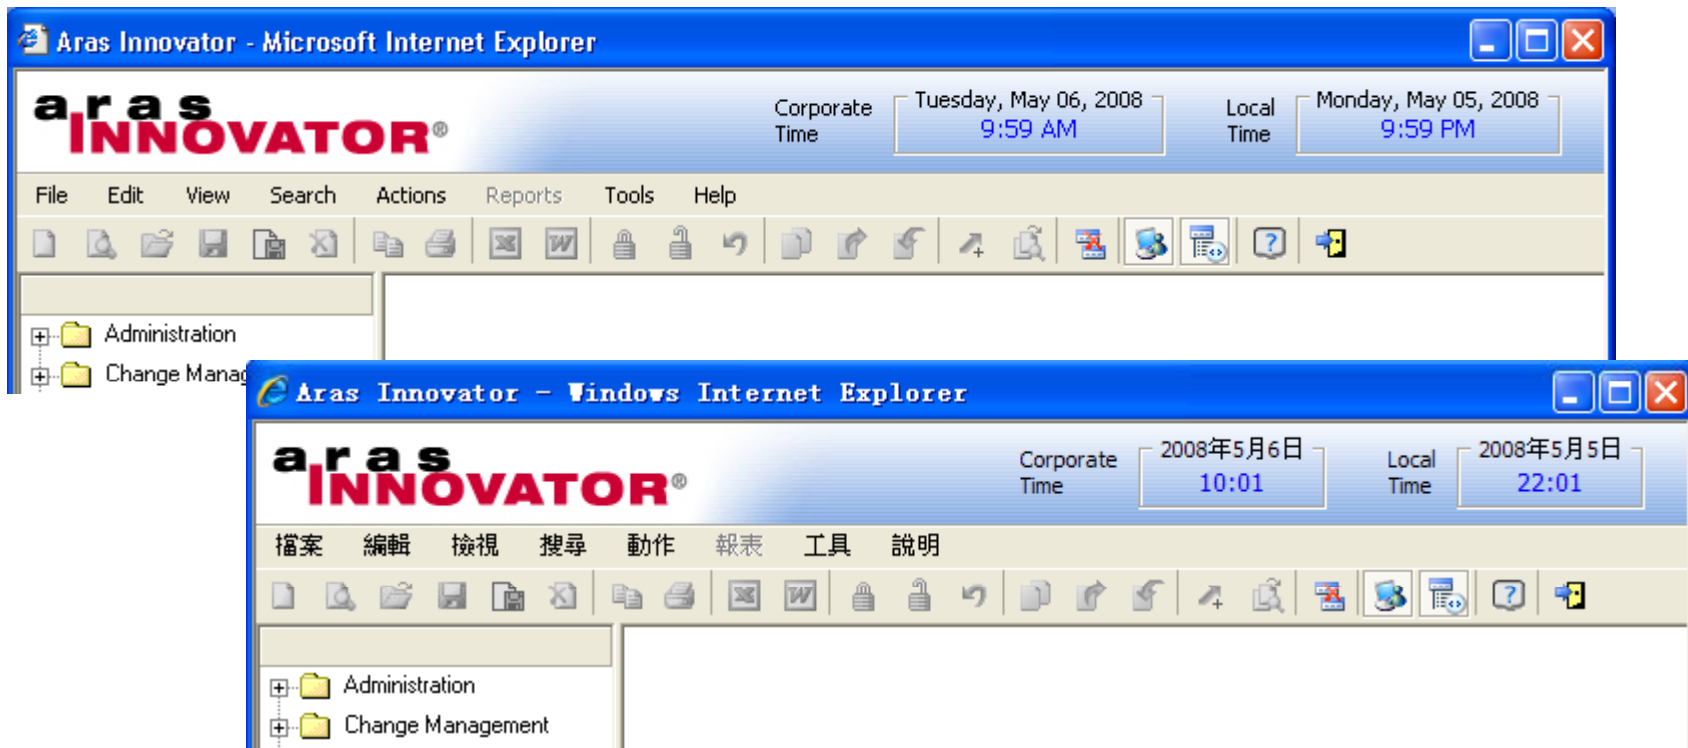 Aras Innovator - Microsoft Internet Explorer
aras
INNOVATOR®
Corporate Time
Tuesday, May 06, 2008
9:59 AM
Local Time
Monday, May 05, 2008
9:59 PM
File Edit View Search Actions Reports Tools Help
Administration
Change Manag
Aras Innovator - Windows Internet Explorer
aras
INNOVATOR®
Corporate Time
2008年5月6日
10:01
Local Time
2008年5月5日
22:01
檔案 編輯 檢視 搜尋 動作 報表 工具 說明
Administration
Change Management